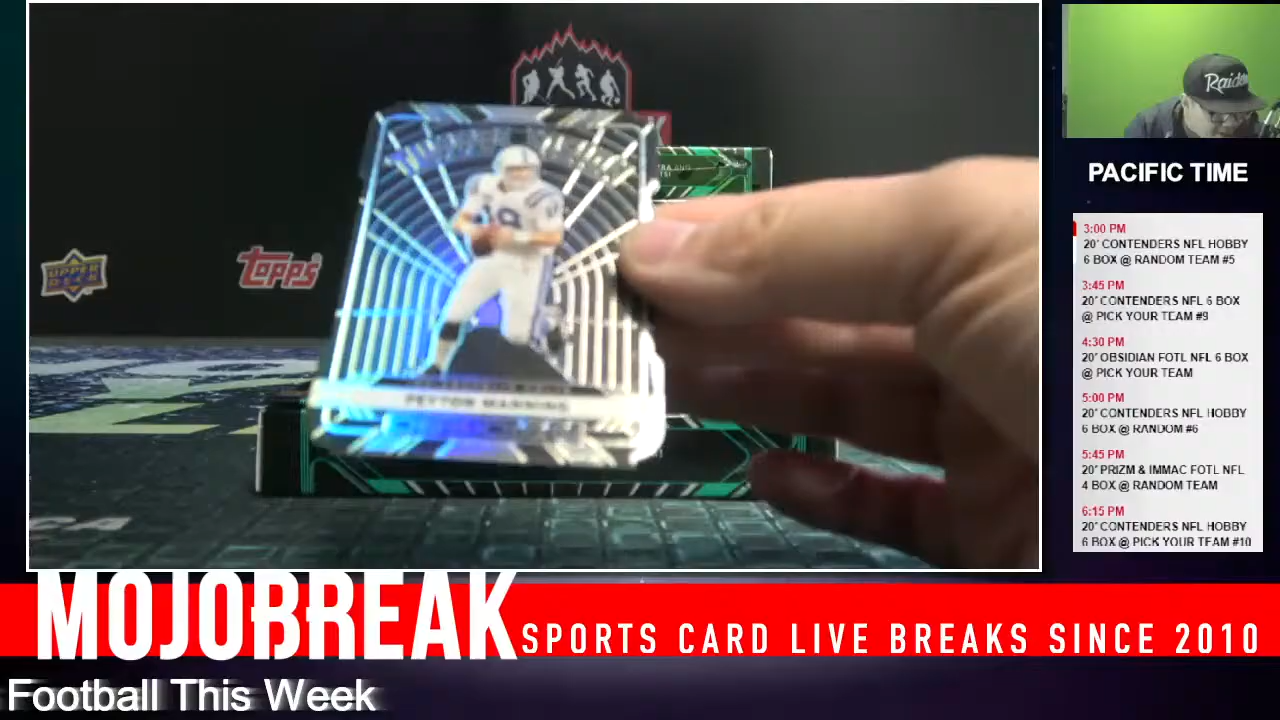 Raiders
UPPER DECK
TOPPS
18
PEYTON MANNING
PACIFIC TIME
3:00 PM
20' CONTENDERS NFL HOBBY
6 BOX @ RANDOM TEAM #5
3:45 PM
20' CONTENDERS NFL 6 BOX
@ PICK YOUR TEAM #9
4:30 PM
20' OBSIDIAN FOTL NFL 6 BOX
@ PICK YOUR TEAM
5:00 PM
20' CONTENDERS NFL HOBBY
6 BOX @ RANDOM #6
5:45 PM
20' PRIZM & IMMAC FOTL NFL
4 BOX @ RANDOM TEAM
6:15 PM
20' CONTENDERS NFL HOBBY
6 BOX @ PICK YOUR TEAM #10
MOJOBREAK
SPORTS CARD LIVE BREAKS SINCE 2010
Football This Week